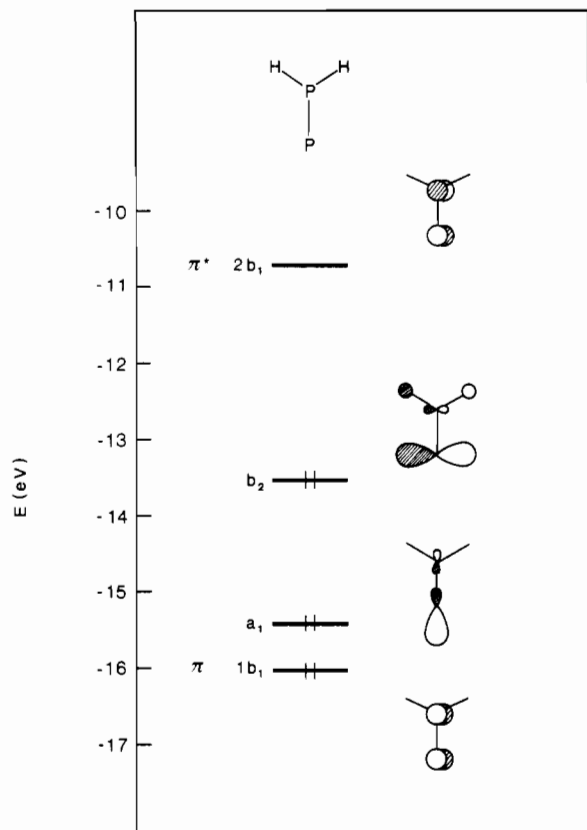 H H
P
P
-10
π* 2b₁
-11
-12
-13
E (eV)
b₂
-14
-15
a₁
π 1b₁
-16
-17